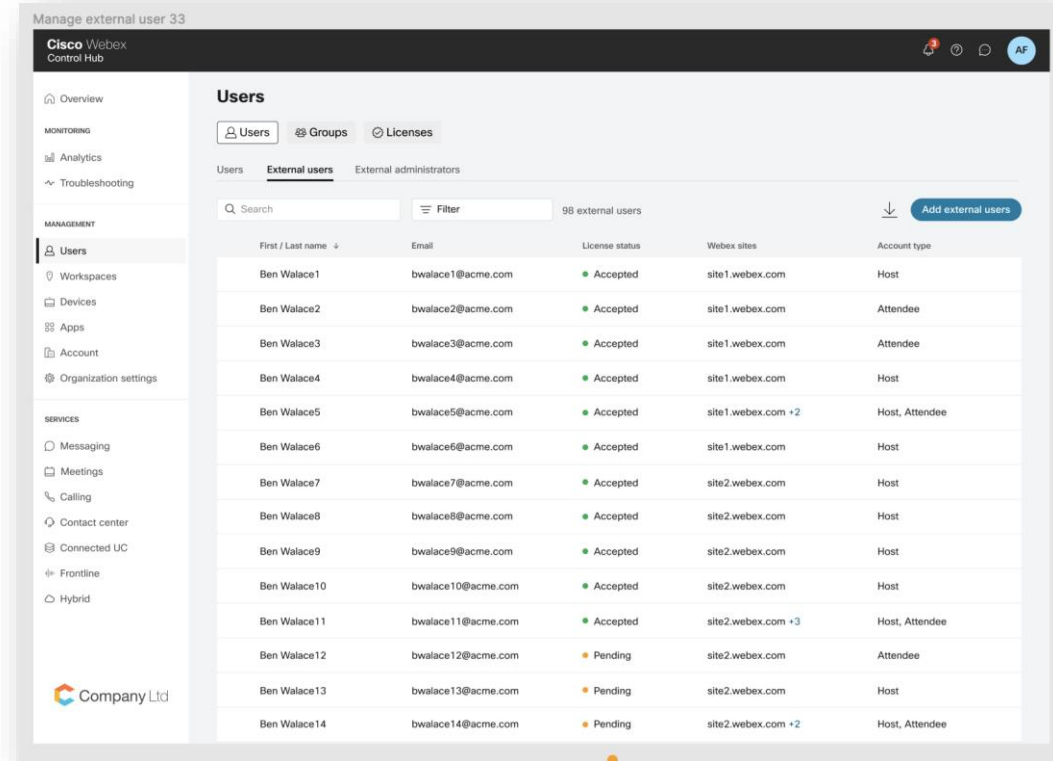 Manage external user 33
Cisco Webex
Control Hub
3
AF
Overview
MONITORING
Analytics
Troubleshooting
MANAGEMENT
Users
Workspaces
Devices
Apps
Account
Organization settings
SERVICES
Messaging
Meetings
Calling
Contact center
Connected UC
Frontline
Hybrid
Company Ltd
Users
Users Groups Licenses
Users External users External administrators
Search Filter 98 external users Add external users
First / Last name Email License status Webex sites Account type
Ben Walace1 bwalace1@acme.com Accepted site1.webex.com Host
Ben Walace2 bwalace2@acme.com Accepted site1.webex.com Attendee
Ben Walace3 bwalace3@acme.com Accepted site1.webex.com Attendee
Ben Walace4 bwalace4@acme.com Accepted site1.webex.com Host
Ben Walace5 bwalace5@acme.com Accepted site1.webex.com +2 Host, Attendee
Ben Walace6 bwalace6@acme.com Accepted site1.webex.com Host
Ben Walace7 bwalace7@acme.com Accepted site2.webex.com Host
Ben Walace8 bwalace8@acme.com Accepted site2.webex.com Host
Ben Walace9 bwalace9@acme.com Accepted site2.webex.com Host
Ben Walace10 bwalace10@acme.com Accepted site2.webex.com Host
Ben Walace11 bwalace11@acme.com Accepted site2.webex.com +3 Host, Attendee
Ben Walace12 bwalace12@acme.com Pending site2.webex.com Attendee
Ben Walace13 bwalace13@acme.com Pending site2.webex.com Host
Ben Walace14 bwalace14@acme.com Pending site2.webex.com +2 Host, Attendee